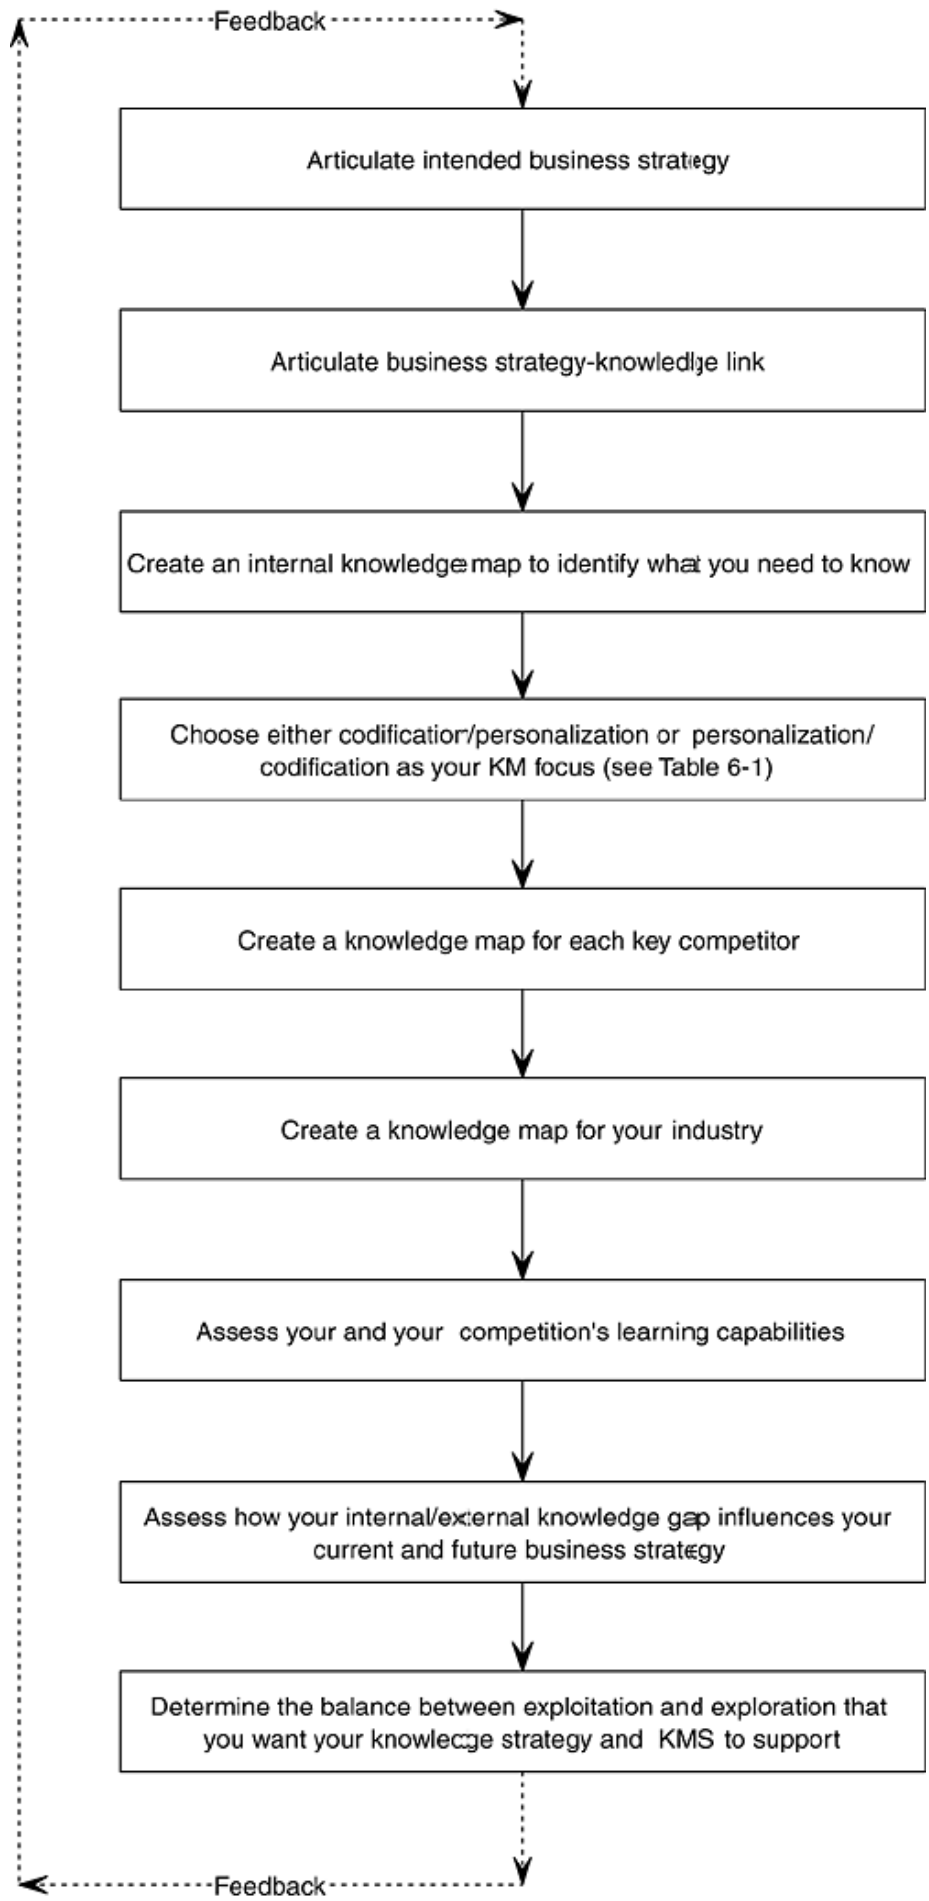 Feedback
Articulate intended business strategy
Articulate business strategy-knowledge link
Create an internal knowledge map to identify what you need to know
Choose either codification/personalization or personalization/
codification as your KM focus (see Table 6-1)
Create a knowledge map for each key competitor
Create a knowledge map for your industry
Assess your and your competition's learning capabilities
Assess how your internal/external knowledge gap influences your
current and future business strategy
Determine the balance between exploitation and exploration that
you want your knowledge strategy and KMS to support
Feedback